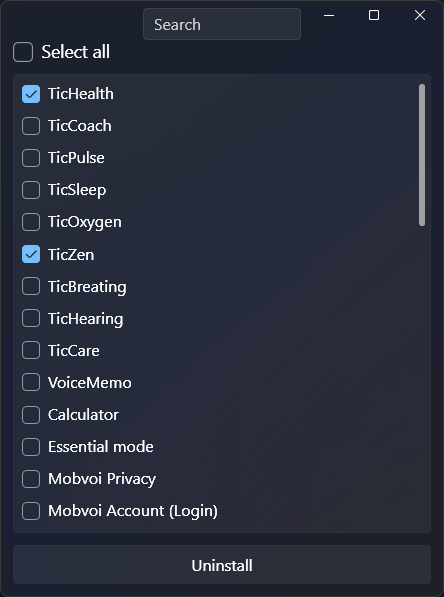 Search
Select all
TicHealth
TicCoach
TicPulse
TicSleep
TicOxygen
TicZen
TicBreating
TicHearing
TicCare
VoiceMemo
Calculator
Essential mode
Mobvoi Privacy
Mobvoi Account (Login)
Uninstall